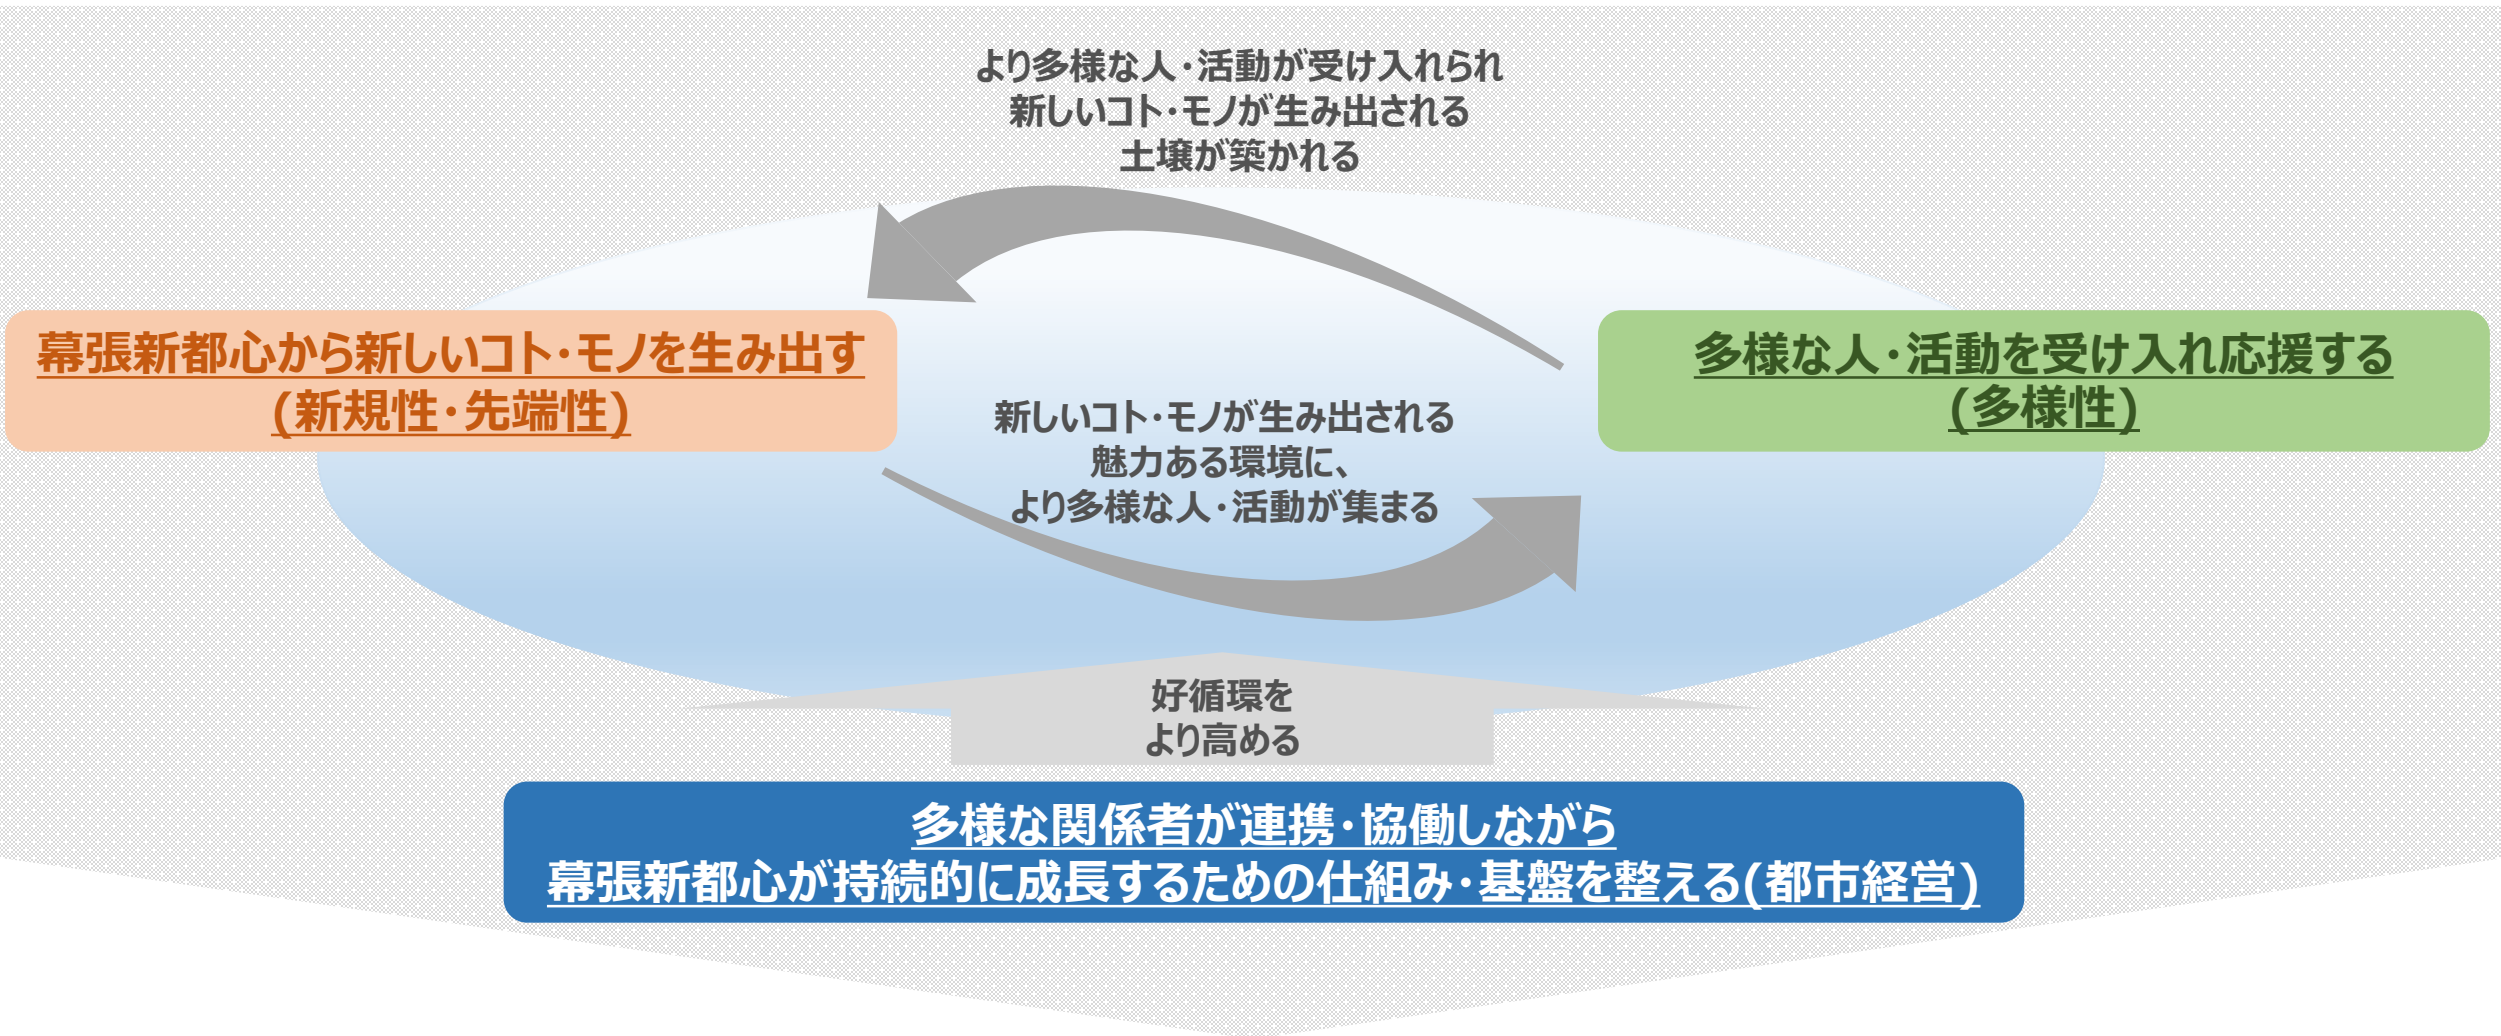 より多様な人・活動が受け入れられ
新しいコト・モノが生み出される
土壌が築かれる
幕張新都心から新しいコト・モノを生み出す
(新規性・先端性)
多様な人・活動を受け入れ応援する
(多様性)
新しいコト・モノが生み出される
魅力ある環境に、
より多様な人・活動が集まる
好循環を
より高める
多様な関係者が連携・協働しながら
幕張新都心が持続的に成長するための仕組み・基盤を整える(都市経営)